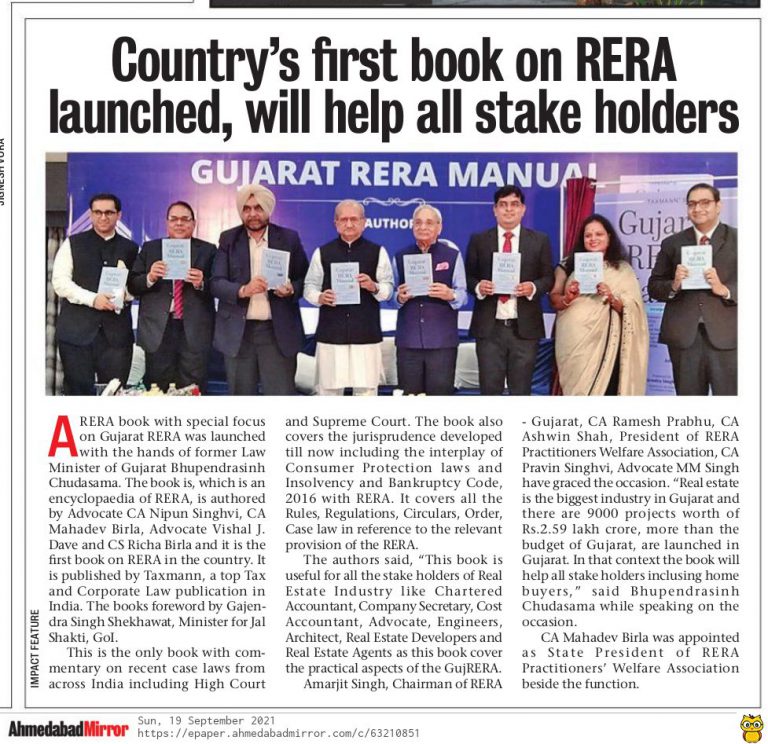 JIGNESH VORA
Country's first book on RERA
launched, will help all stake holders
GUJARAT RERA MANUAL
AUTHOR
Gujarat
RERA
Manual
TAXMANN'S
Gujarat
RERA
A RERA book with special focus
on Gujarat RERA was launched
with the hands of former Law
Minister of Gujarat Bhupendrasinh
Chudasama. The book is, which is an
encyclopaedia of RERA, is authored
by Advocate CA Nipun Singhvi, CA
Mahadev Birla, Advocate Vishal J.
Dave and CS Richa Birla and it is the
first book on RERA in the country. It
is published by Taxmann, a top Tax
and Corporate Law publication in
India. The books foreword by Gajen-
dra Singh Shekhawat, Minister for Jal
Shakti, GoI.
This is the only book with com-
mentary on recent case laws from
across India including High Court
and Supreme Court. The book also
covers the jurisprudence developed
till now including the interplay of
Consumer Protection laws and
Insolvency and Bankruptcy Code,
2016 with RERA. It covers all the
Rules, Regulations, Circulars, Order,
Case law in reference to the relevant
provision of the RERA.
The authors said, "This book is
useful for all the stake holders of Real
Estate Industry like Chartered
Accountant, Company Secretary, Cost
Accountant, Advocate, Engineers,
Architect, Real Estate Developers and
Real Estate Agents as this book cover
the practical aspects of the GujRERA.
Amarjit Singh, Chairman of RERA
- Gujarat, CA Ramesh Prabhu, CA
Ashwin Shah, President of RERA
Practitioners Welfare Association, CA
Pravin Singhvi, Advocate MM Singh
have graced the occasion. "Real estate
is the biggest industry in Gujarat and
there are 9000 projects worth of
Rs.2.59 lakh crore, more than the
budget of Gujarat, are launched in
Gujarat. In that context the book will
help all stake holders inclusing home
buyers," said Bhupendrasinh
Chudasama while speaking on the
occasion.
CA Mahadev Birla was appointed
as State President of RERA
Practitioners' Welfare Association
beside the function.
IMPACT FEATURE
AhmedabadMirror
Sun, 19 September 2021
https://epaper.ahmedabadmirror.com/c/63210851